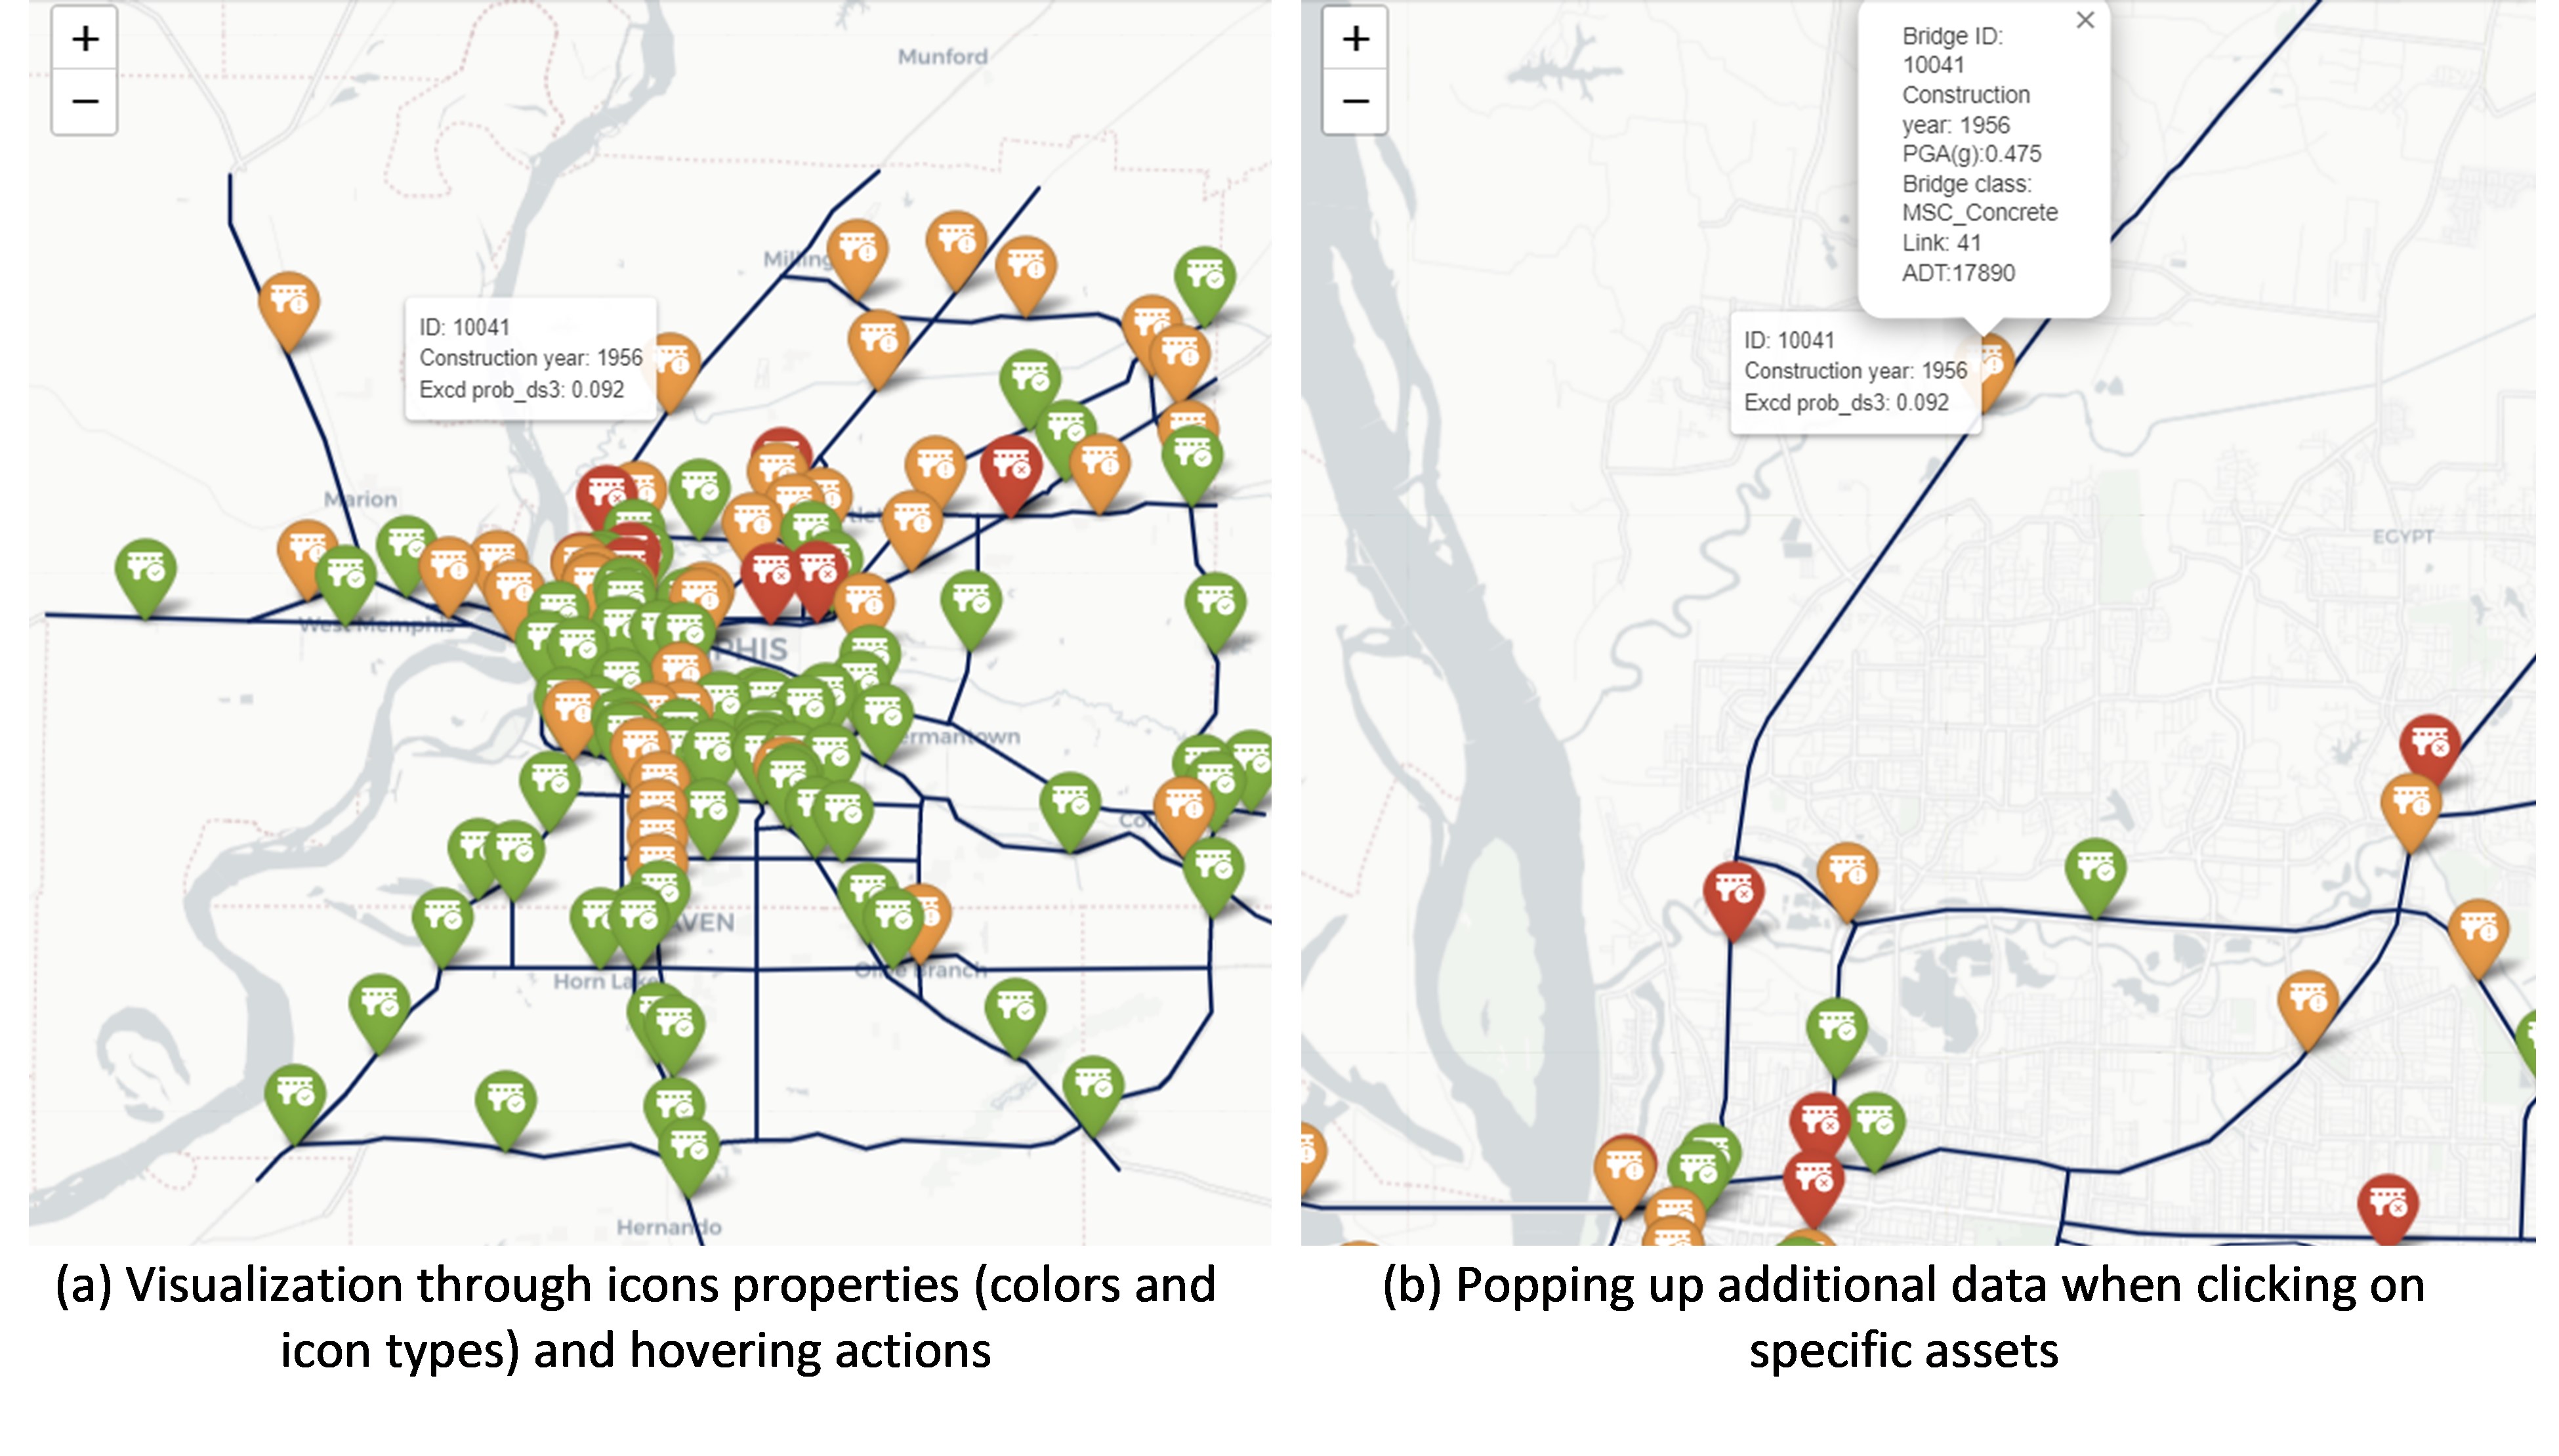 +
−
Munford
Milling
ID: 10041
Construction year: 1956
Excd prob_ds3: 0.092
Marion
West Memphis
PHIS
ermantown
Co
AVEN
Horn Lake
Olive Branch
Hernando
+
−
×
Bridge ID:
10041
Construction
year: 1956
PGA(g):0.475
Bridge class:
MSC_Concrete
Link: 41
ADT:17890
ID: 10041
Construction year: 1956
Excd prob_ds3: 0.092
EGYPT
(a) Visualization through icons properties (colors and
icon types) and hovering actions
(b) Popping up additional data when clicking on
specific assets